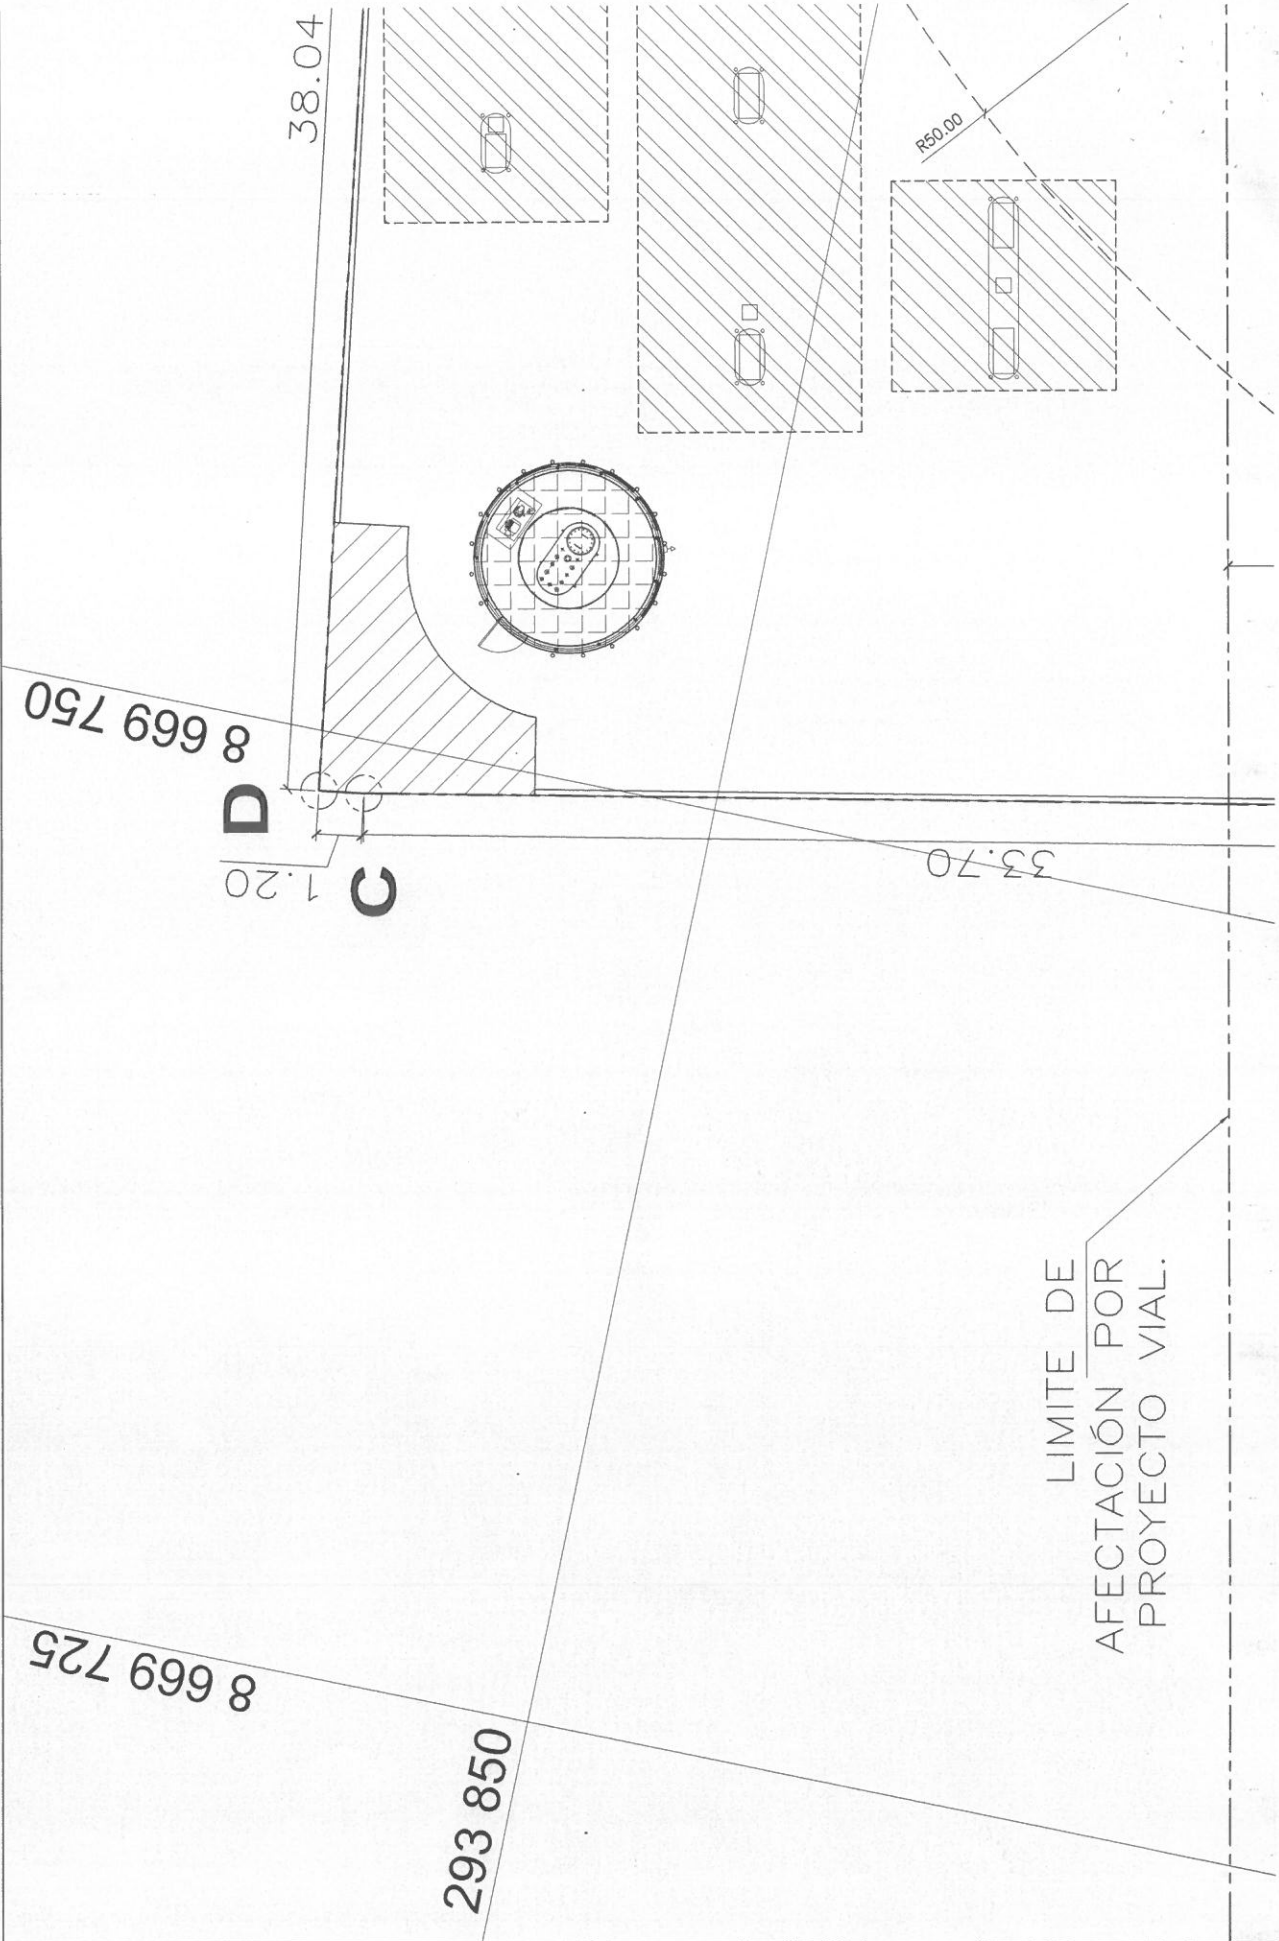 38.04
R50.00
8 669 750
D
1.20
C
33.70
LIMITE DE
AFECTACIÓN POR
PROYECTO VIAL.
8 669 725
293 850